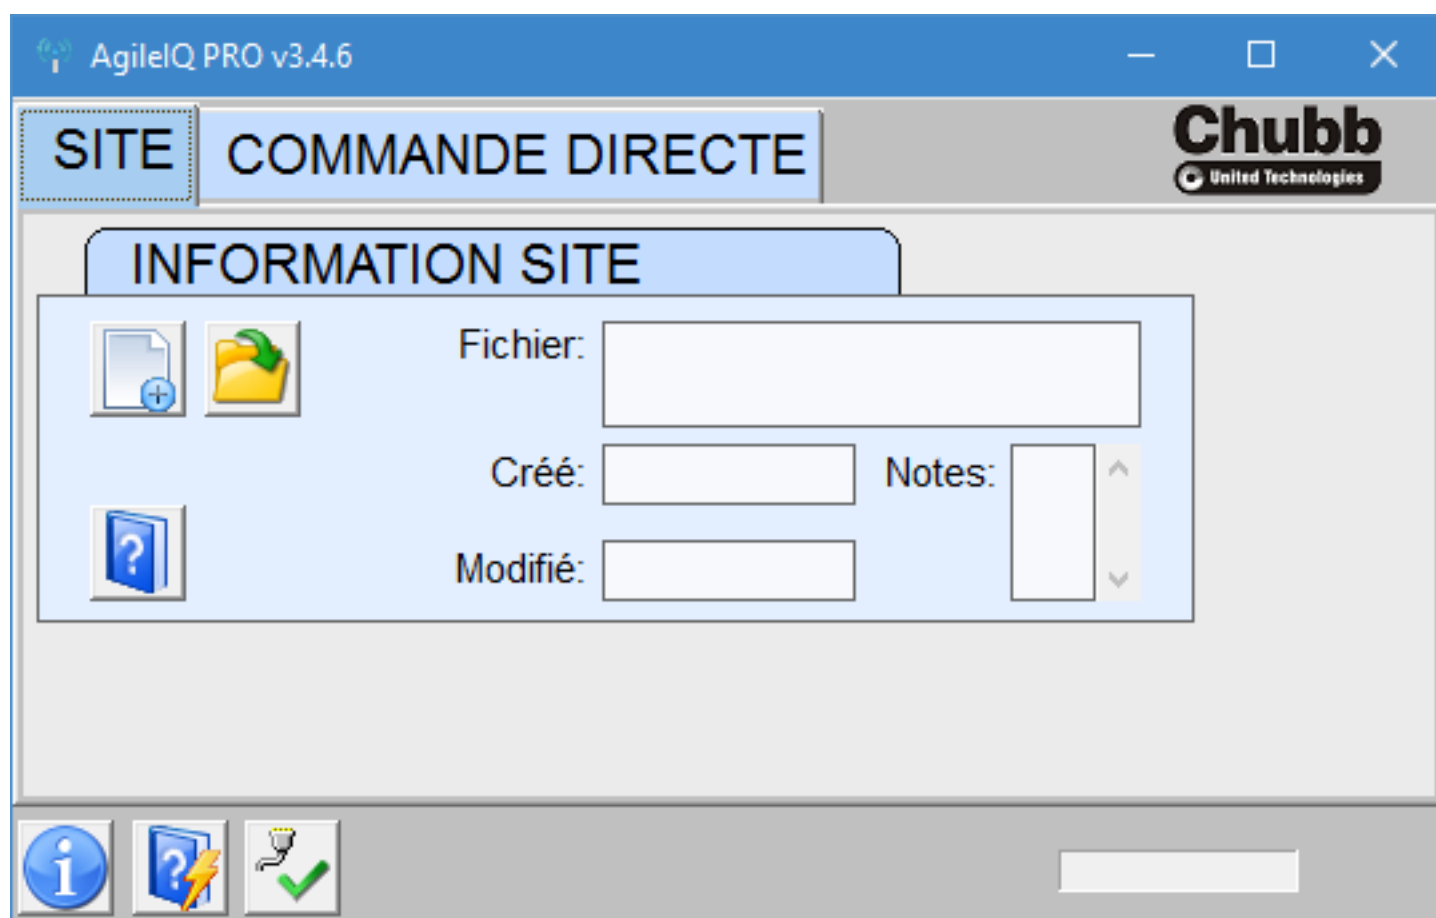 AgileIQ PRO v3.4.6
SITE
COMMANDE DIRECTE
Chubb
United Technologies
INFORMATION SITE
Fichier:
Créé:
Notes:
Modifié: